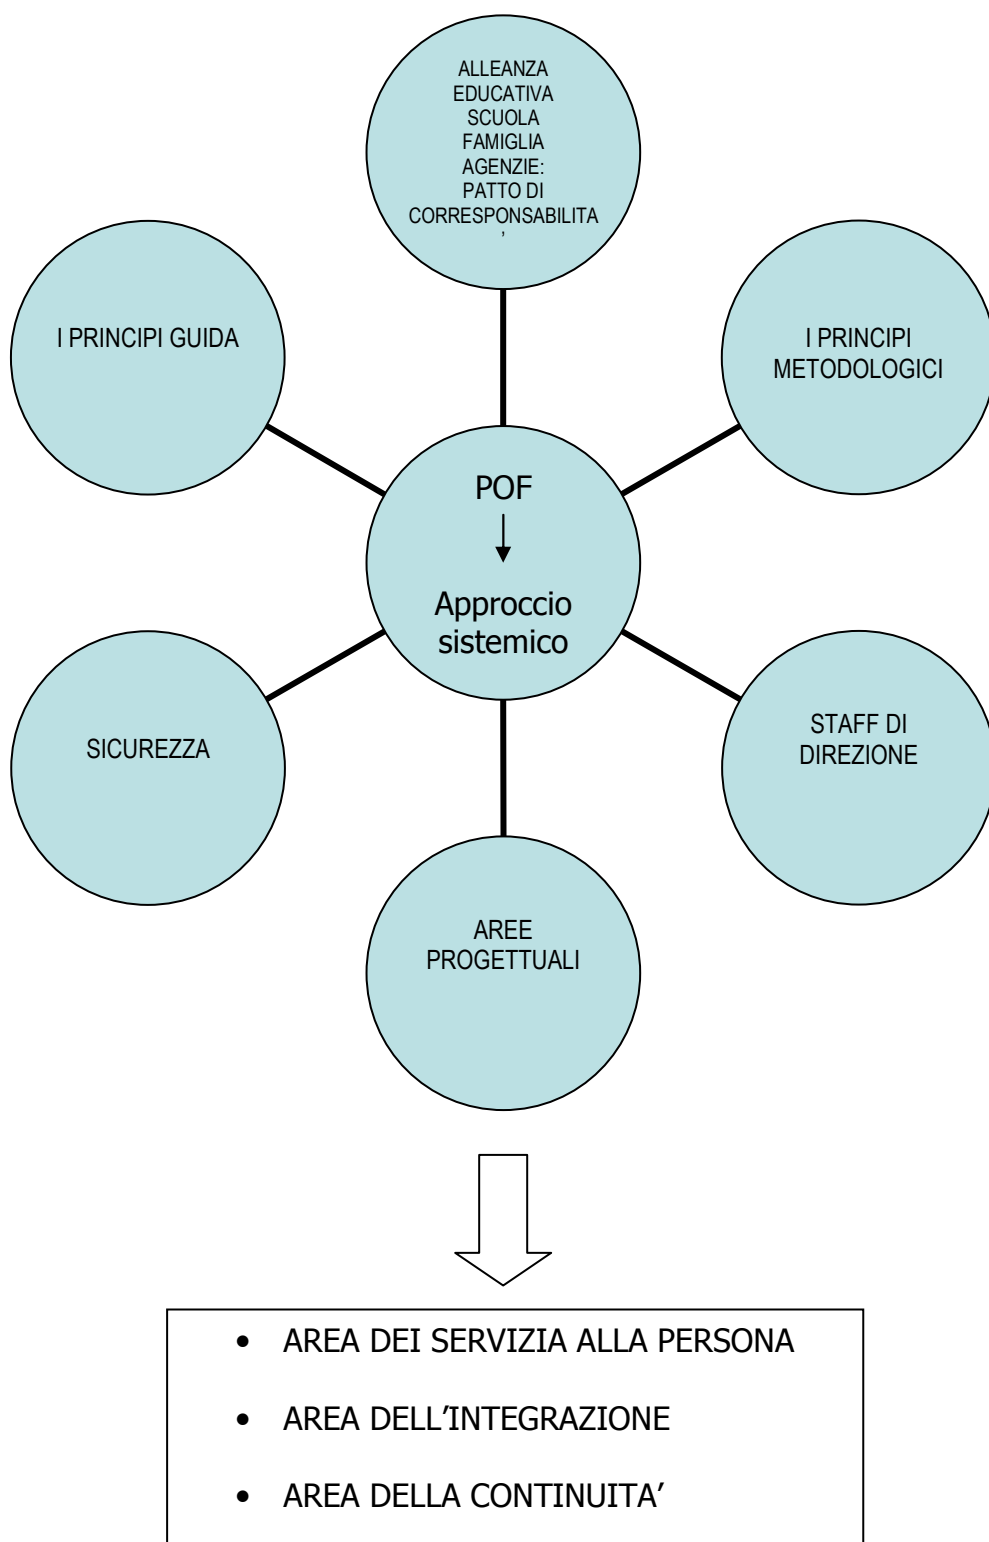 ALLEANZA
EDUCATIVA
SCUOLA
FAMIGLIA
AGENZIE:
PATTO DI
CORRESPONSABILITA
’
I PRINCIPI GUIDA
I PRINCIPI
METODOLOGICI
POF
Approccio
sistemico
SICUREZZA
STAFF DI
DIREZIONE
AREE
PROGETTUALI
• AREA DEI SERVIZIA ALLA PERSONA
• AREA DELL’INTEGRAZIONE
• AREA DELLA CONTINUITA’